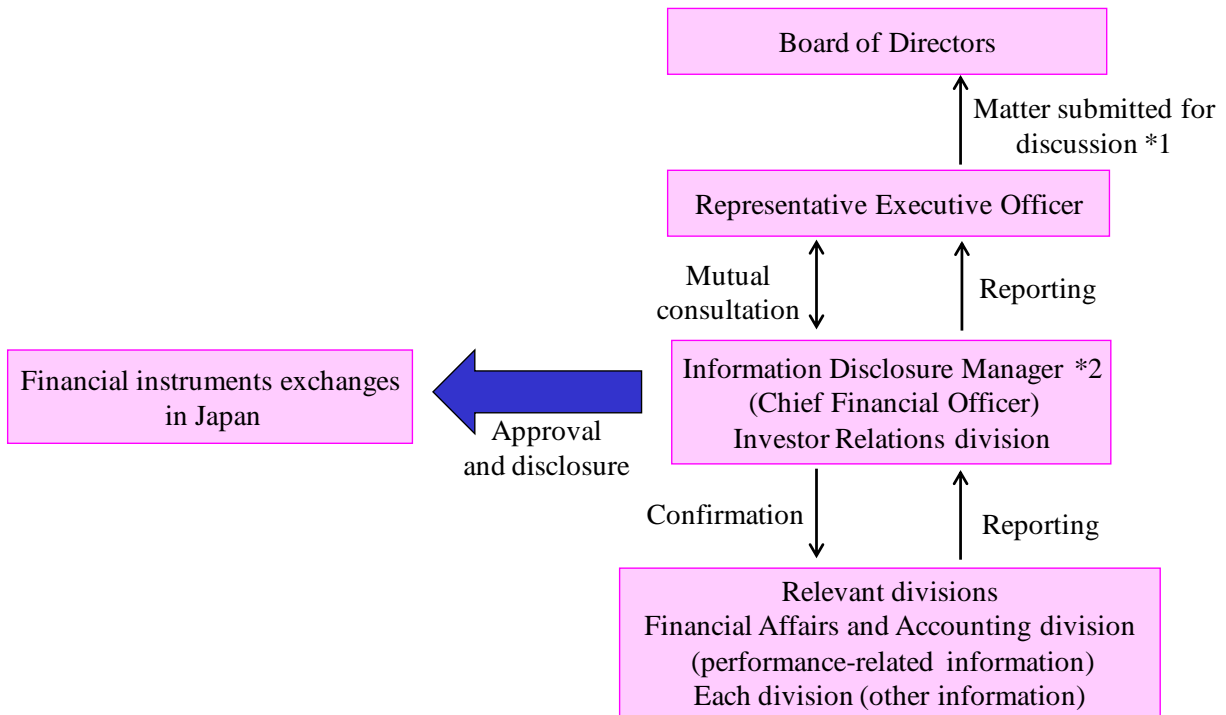 Board of Directors
Matter submitted for
discussion *1
Representative Executive Officer
Mutual
consultation
Reporting
Financial instruments exchanges
in Japan
Approval
and disclosure
Information Disclosure Manager *2
(Chief Financial Officer)
Investor Relations division
Confirmation
Reporting
Relevant divisions
Financial Affairs and Accounting division
(performance-related information)
Each division (other information)